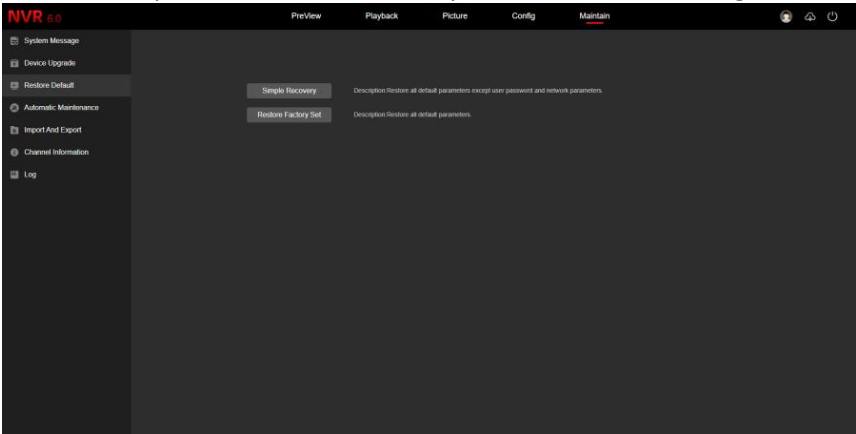 NVR 6.0
PreView Playback Picture Config Maintain
System Message
Device Upgrade
Restore Default
Automatic Maintenance
Import And Export
Channel Information
Log
Simple Recovery Description:Restore all default parameters except user password and network parameters.
Restore Factory Set Description:Restore all default parameters.